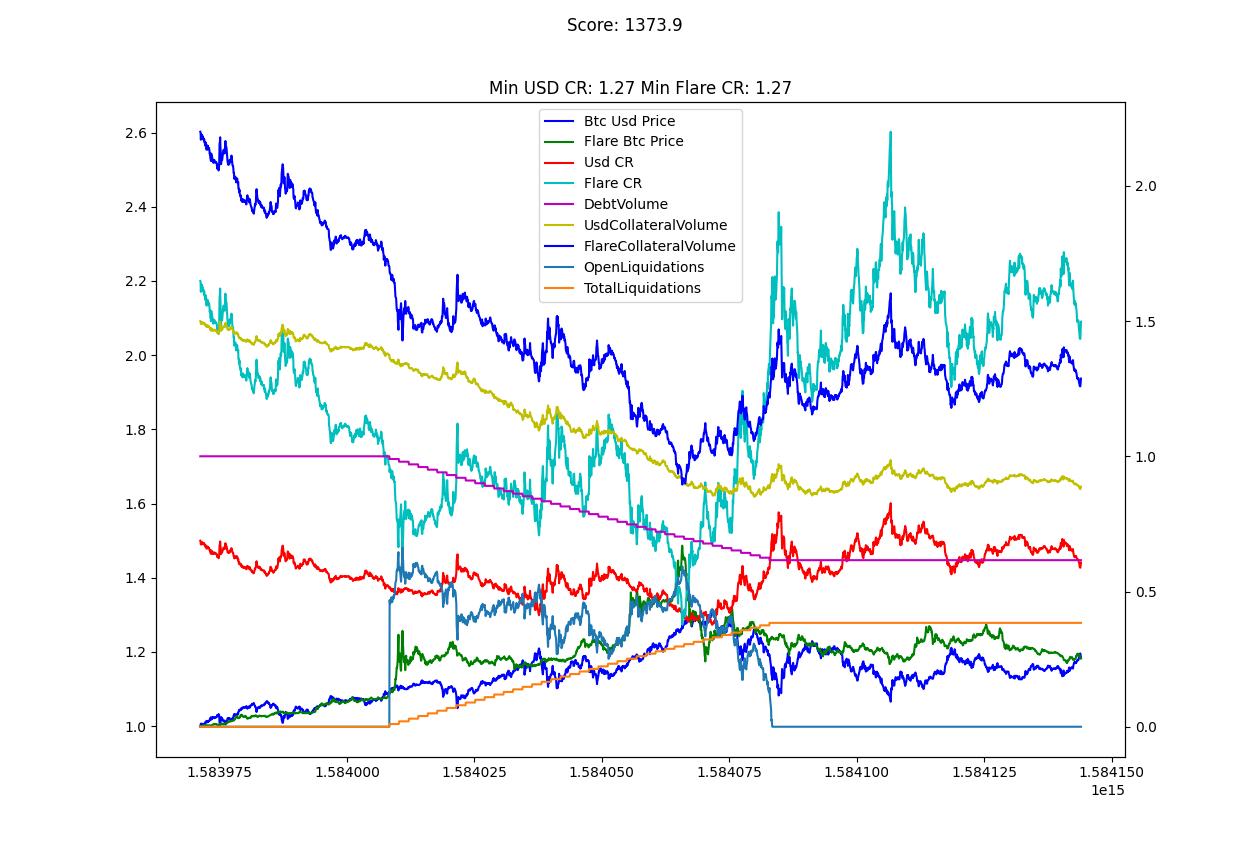 Score: 1373.9
Min USD CR: 1.27 Min Flare CR: 1.27
Btc Usd Price
Flare Btc Price
Usd CR
Flare CR
DebtVolume
UsdCollateralVolume
FlareCollateralVolume
OpenLiquidations
TotalLiquidations
2.6
2.4
2.2
2.0
1.8
1.6
1.4
1.2
1.0
2.0
1.5
1.0
0.5
0.0
1.583975 1.584000 1.584025 1.584050 1.584075 1.584100 1.584125 1.584150
1e15